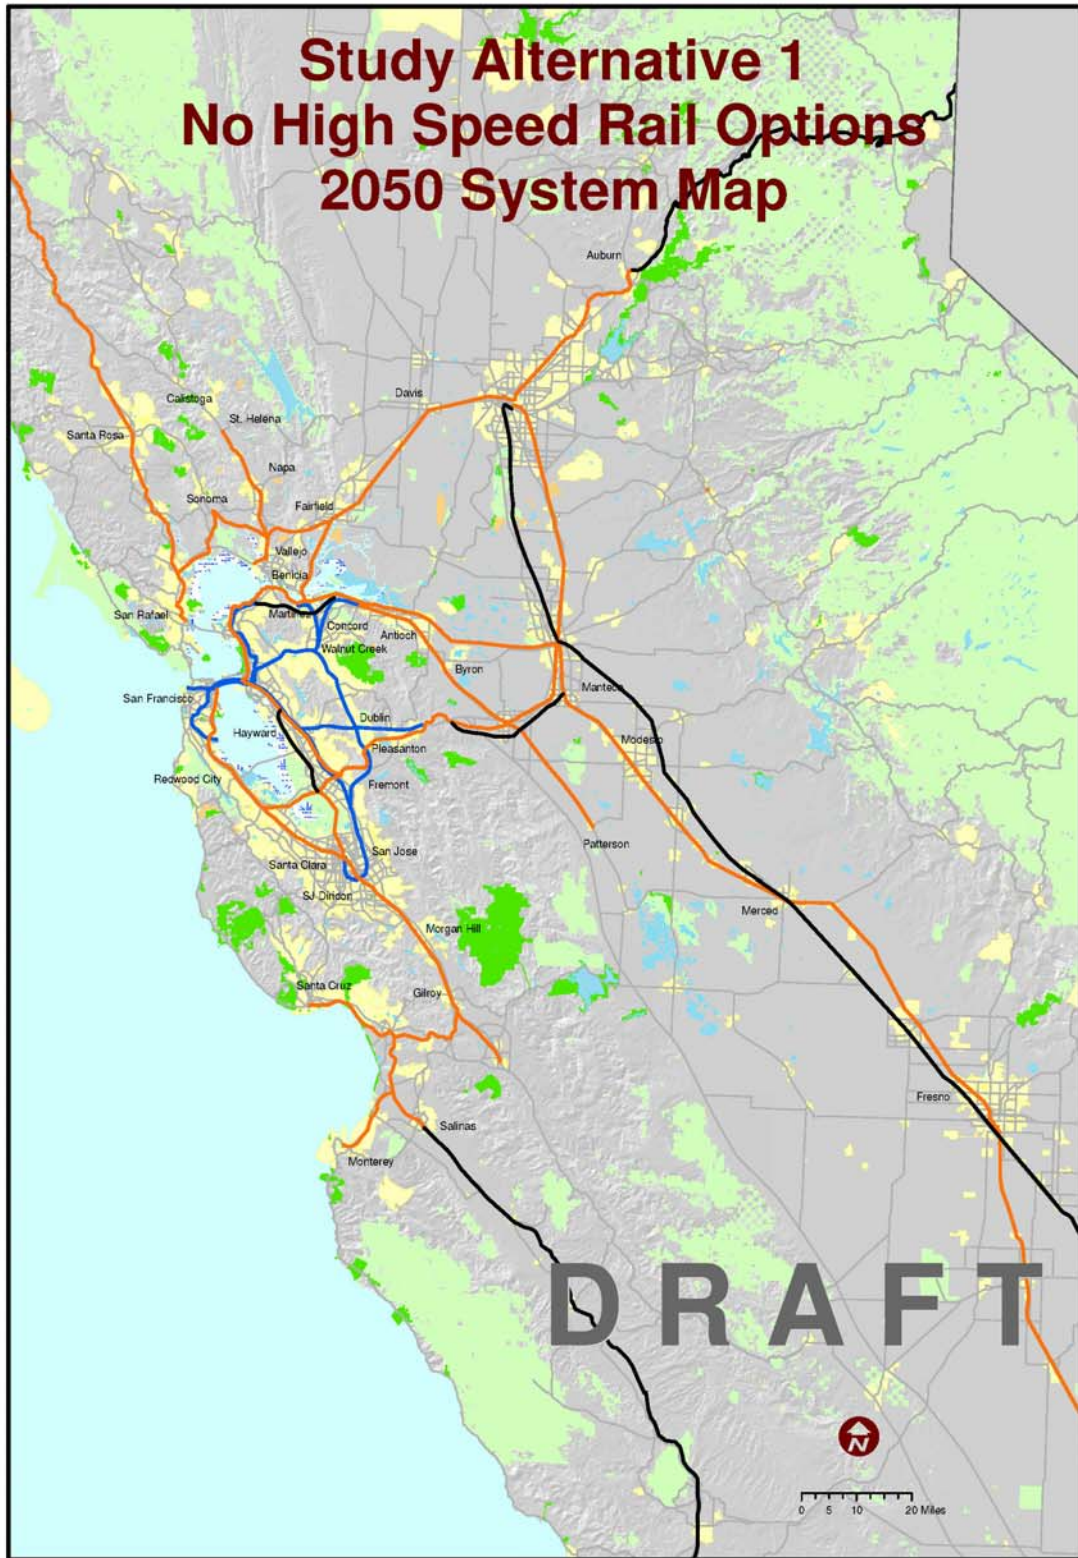 Study Alternative 1
No High Speed Rail Options
2050 System Map
Auburn
Davis
Calistoga
St. Helena
Santa Rosa
Napa
Sonoma
Fairfield
Vallejo
Benicia
San Rafael
Martinez
Concord
Antioch
Walnut Creek
Byron
Manteca
San Francisco
Dublin
Hayward
Modesto
Pleasanton
Redwood City
Fremont
Patterson
San Jose
Santa Clara
SJ Diridon
Merced
Morgan Hill
Santa Cruz
Gilroy
Fresno
Salinas
Monterey
DRAFT
N
0 5 10 20 Miles